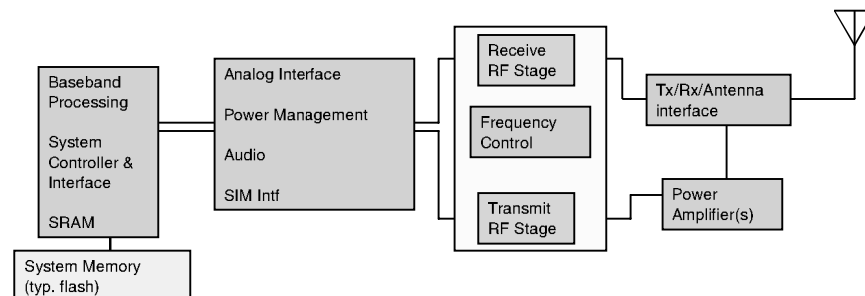 Baseband
Processing
System
Controller &
Interface
SRAM
System Memory
(typ. flash)
Analog Interface
Power Management
Audio
SIM Intf
Receive
RF Stage
Frequency
Control
Transmit
RF Stage
Tx/Rx/Antenna
interface
Power
Amplifier(s)